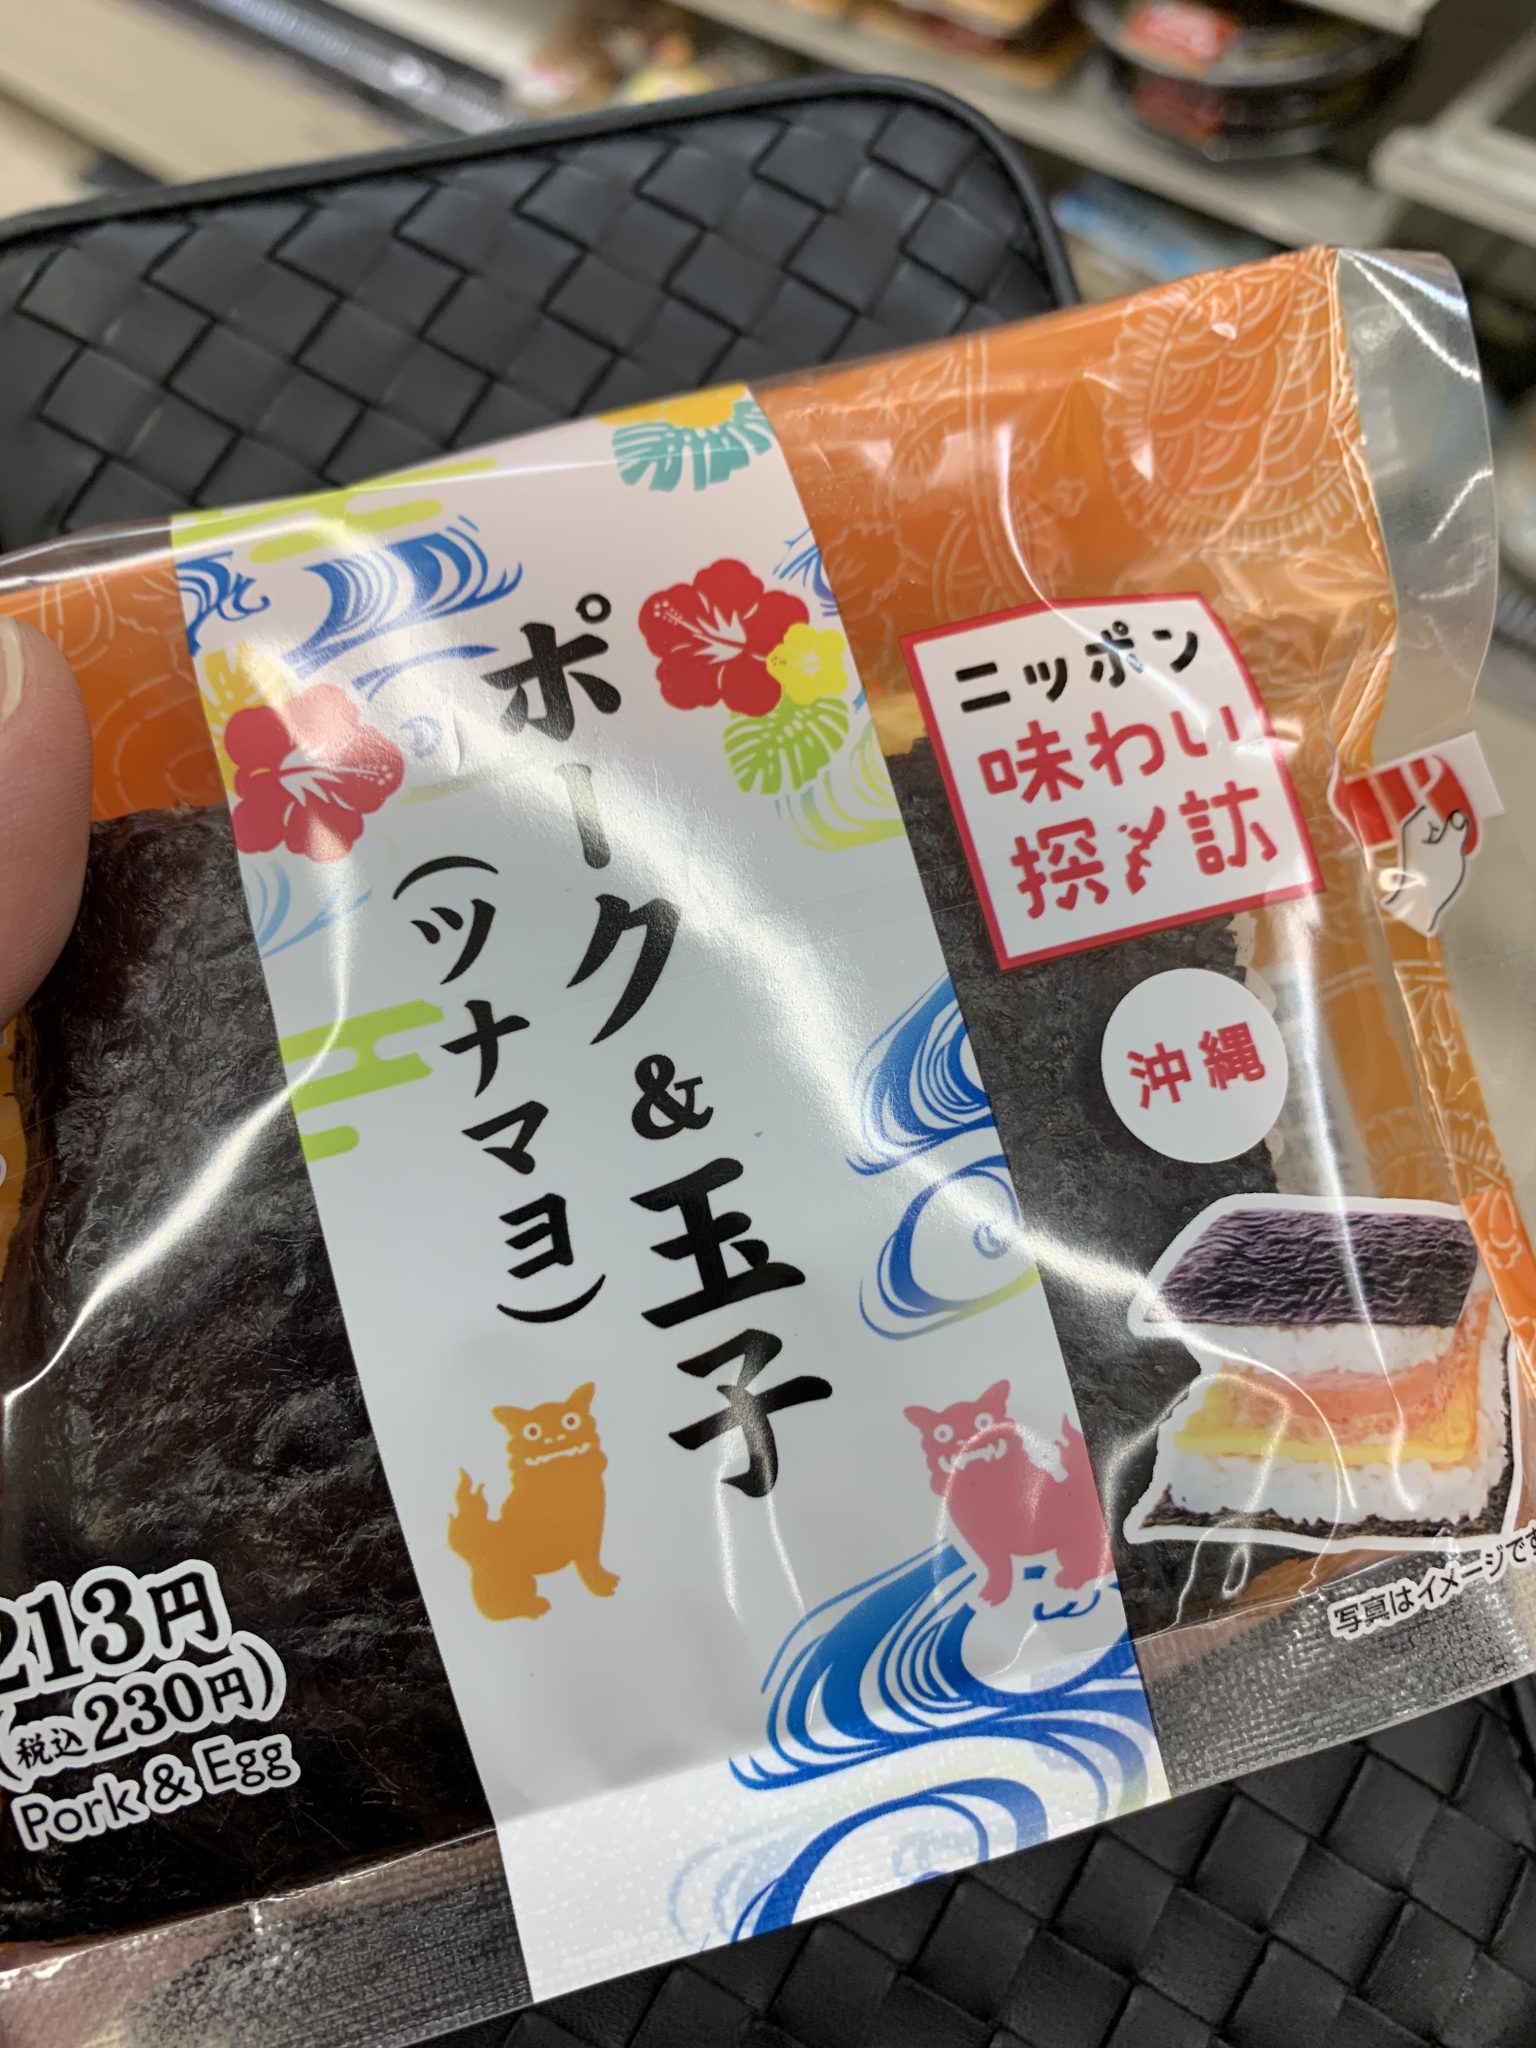 ポーク&玉子
(ツナマヨ)
ニッポン
味わい
探訪
沖縄
213円
(税込230円)
Pork & Egg
写真はイメージです